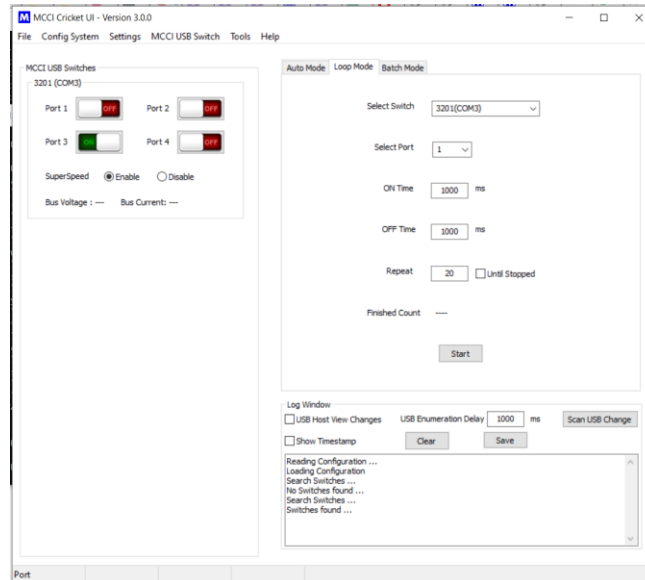 M MCCI Cricket UI - Version 3.0.0
File Config System Settings MCCI USB Switch Tools Help
MCCI USB Switches
3201 (COM3)
Port 1 OFF Port 2 OFF
Port 3 ON Port 4 OFF
SuperSpeed Enable Disable
Bus Voltage : --- Bus Current: ---
Auto Mode Loop Mode Batch Mode
Select Switch 3201(COM3)
Select Port 1
ON Time 1000 ms
OFF Time 1000 ms
Repeat 20 Until Stopped
Finished Count ----
Start
Log Window
USB Host View Changes USB Enumeration Delay 1000 ms Scan USB Change
Show Timestamp Clear Save
Reading Configuration ...
Loading Configuration
Search Switches ...
No Switches found ...
Search Switches ...
Switches found ...
Port